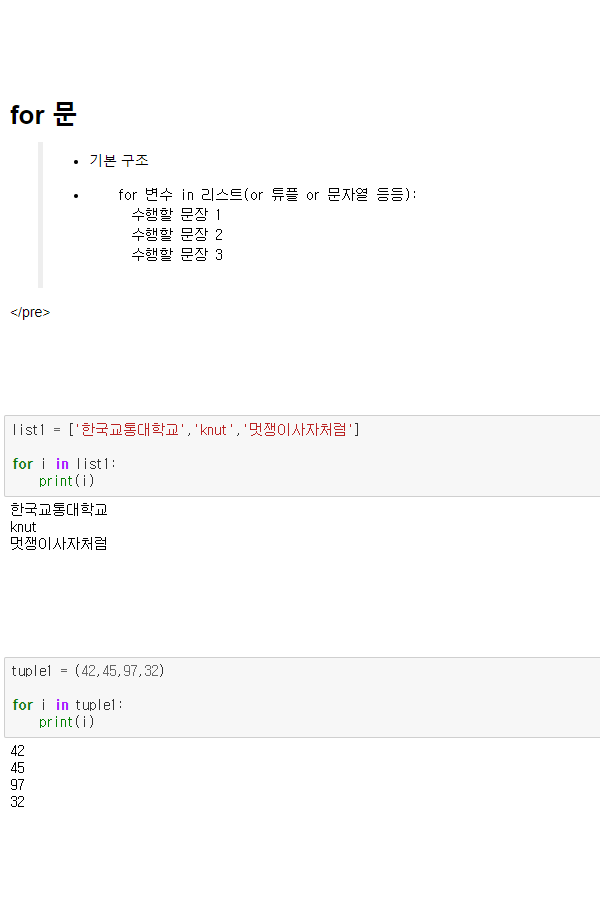 for 문
• 기본 구조
• for 변수 in 리스트(or 튜플 or 문자열 등등):
수행할 문장 1
수행할 문장 2
수행할 문장 3
</pre>
list1 = ['한국교통대학교','knut','멋쟁이사자처럼']
for i in list1:
print(i)
한국교통대학교
knut
멋쟁이사자처럼
tuple1 = (42,45,97,32)
for i in tuple1:
print(i)
42
45
97
32